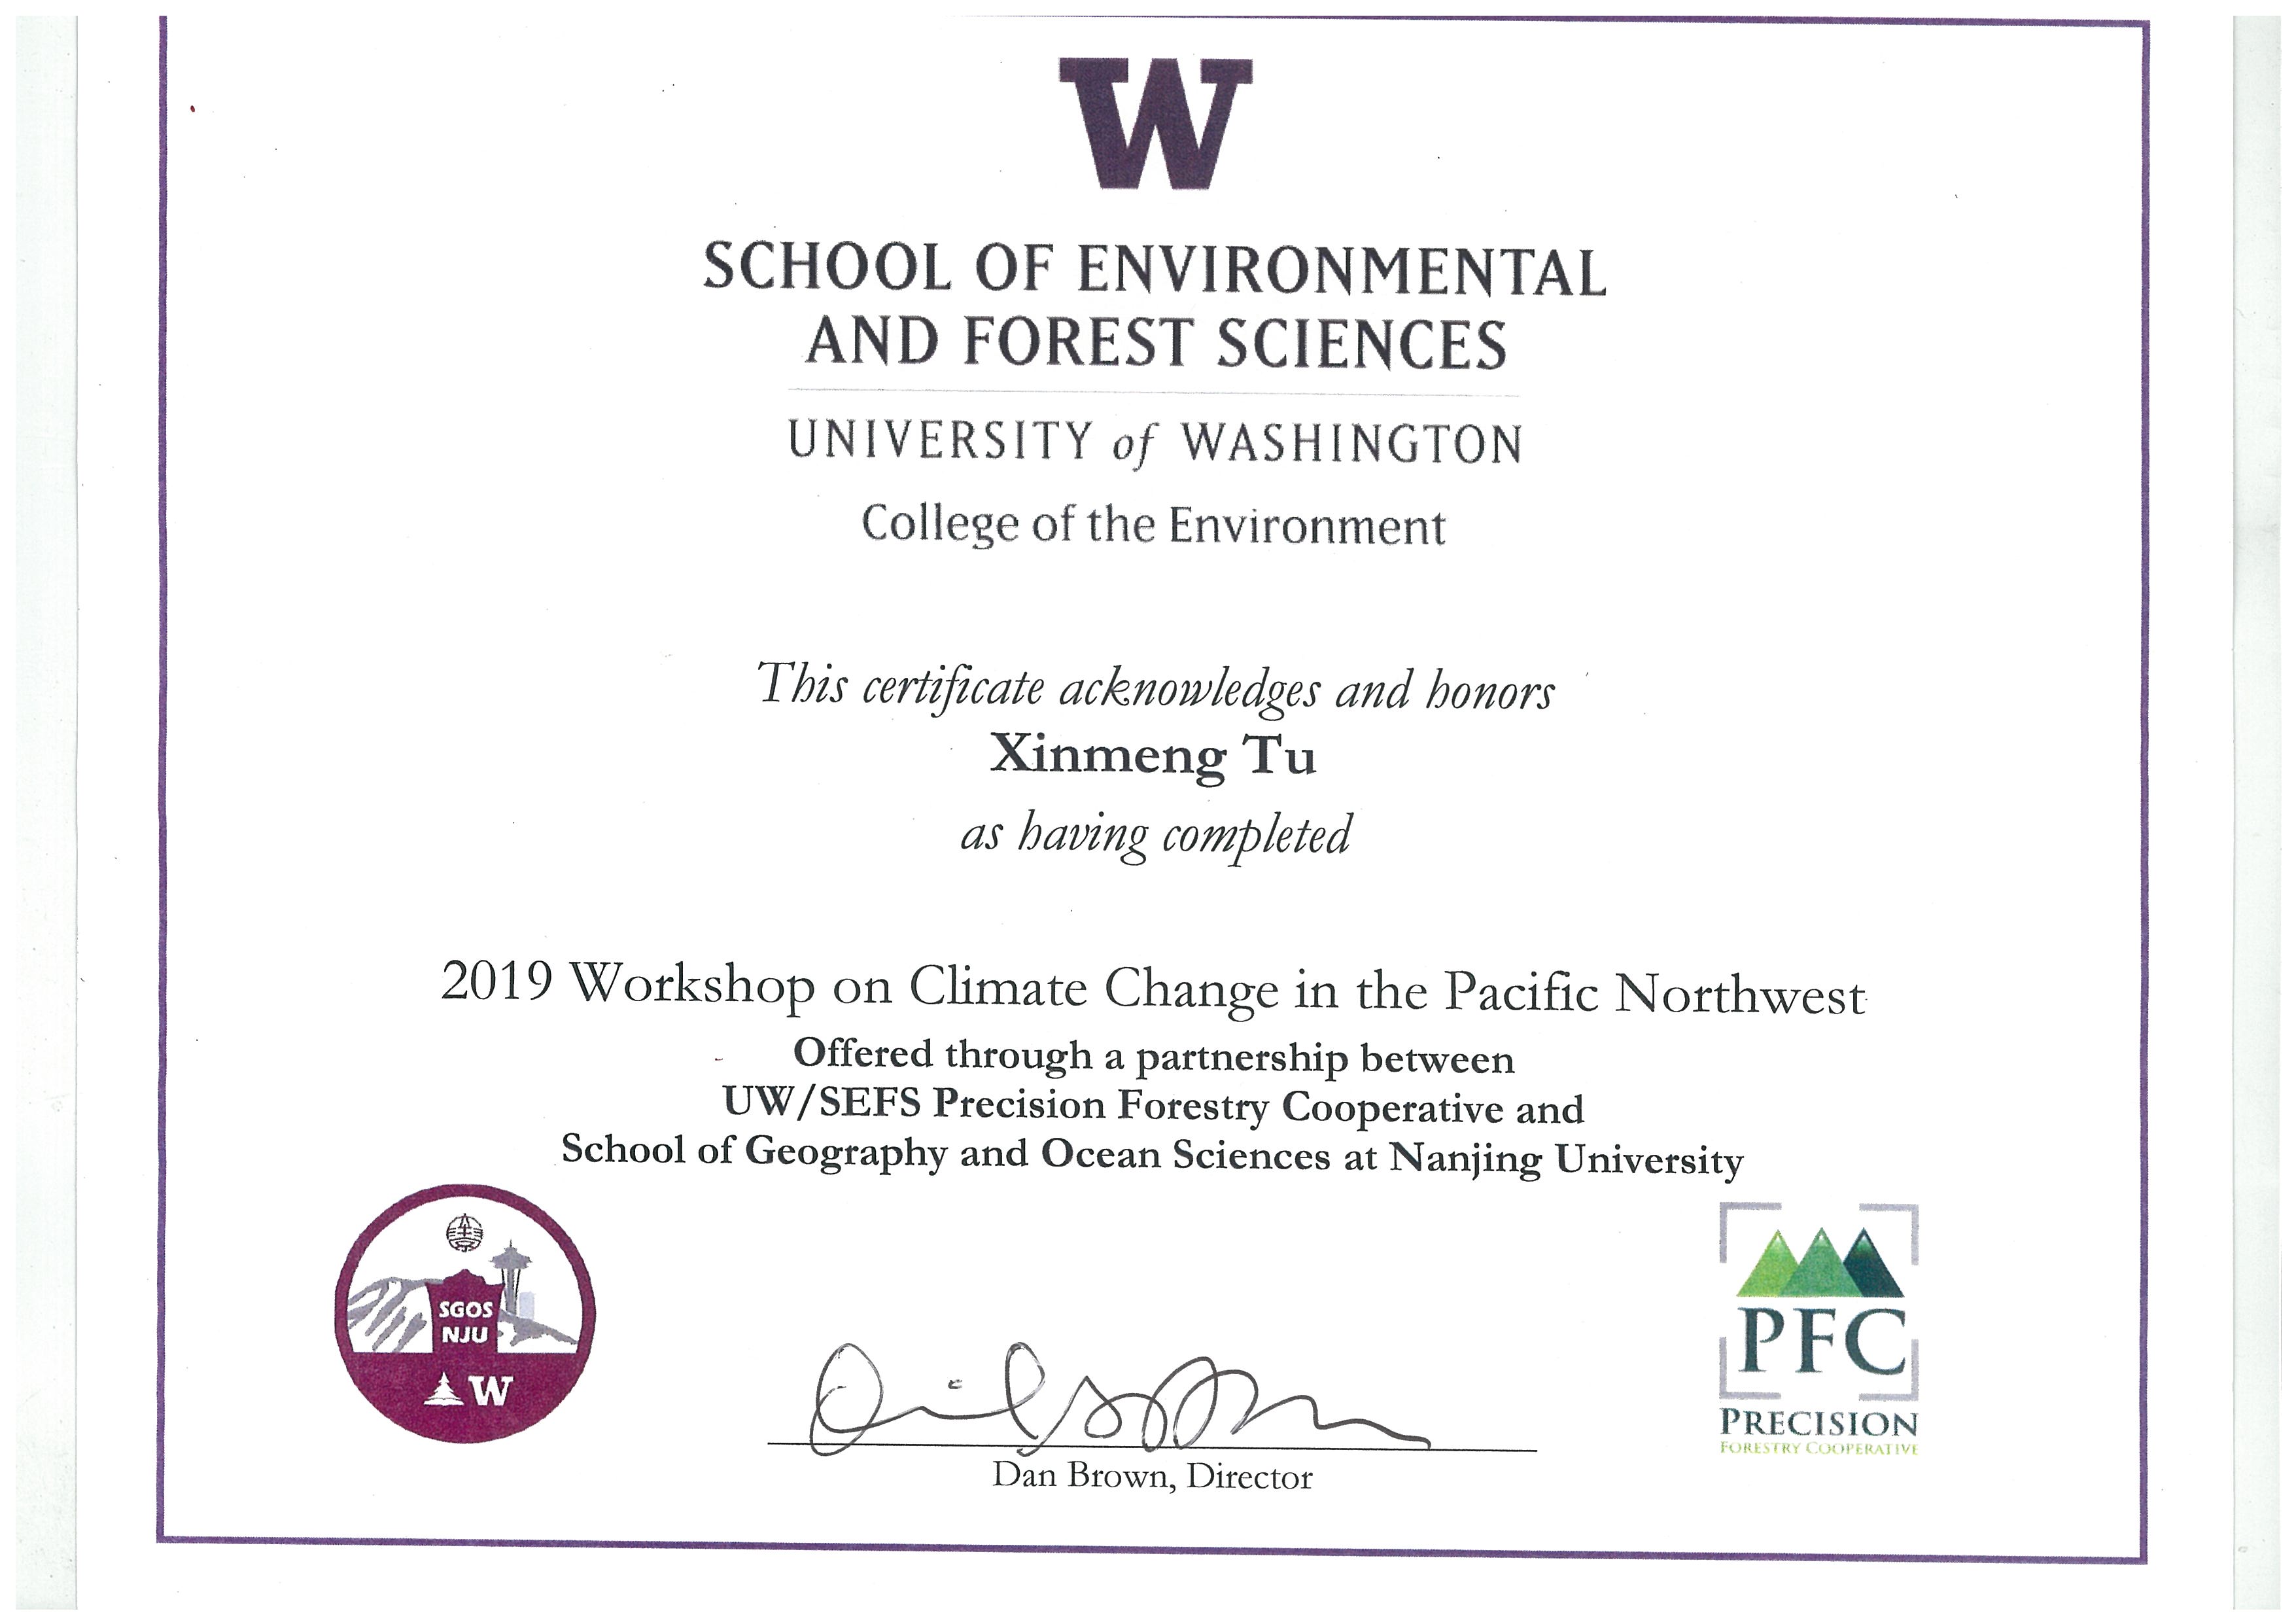 W
SCHOOL OF ENVIRONMENTAL
AND FOREST SCIENCES
UNIVERSITY of WASHINGTON
College of the Environment
This certificate acknowledges and honors
Xinmeng Tu
as having completed
2019 Workshop on Climate Change in the Pacific Northwest
Offered through a partnership between
UW/SEFS Precision Forestry Cooperative and
School of Geography and Ocean Sciences at Nanjing University
SGOS
NJU
W
PFC
PRECISION
FORESTRY COOPERATIVE
Dan Brown, Director